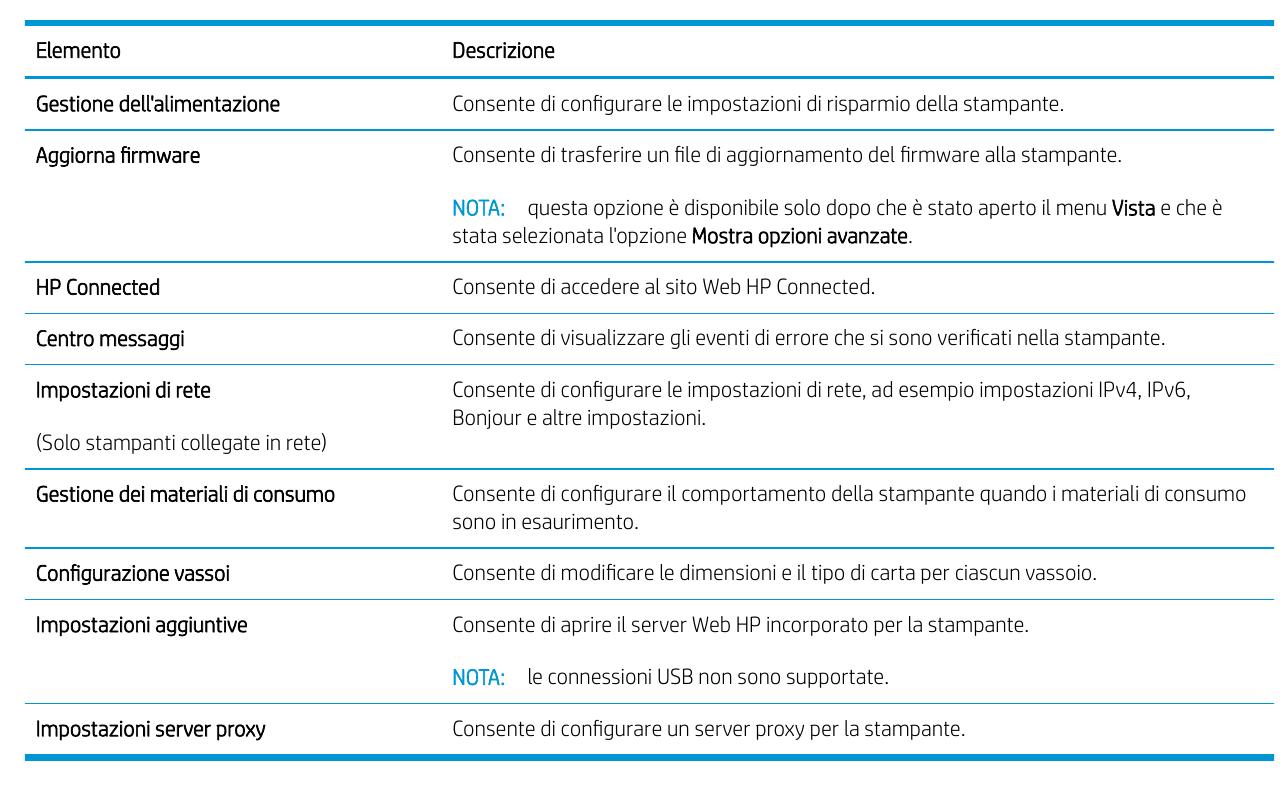 Elemento Descrizione
Gestione dell'alimentazione Consente di configurare le impostazioni di risparmio della stampante.
Aggiorna firmware Consente di trasferire un file di aggiornamento del firmware alla stampante.
NOTA: questa opzione è disponibile solo dopo che è stato aperto il menu Vista e che è
stata selezionata l'opzione Mostra opzioni avanzate.
HP Connected Consente di accedere al sito Web HP Connected.
Centro messaggi Consente di visualizzare gli eventi di errore che si sono verificati nella stampante.
Impostazioni di rete Consente di configurare le impostazioni di rete, ad esempio impostazioni IPv4, IPv6,
Bonjour e altre impostazioni.
(Solo stampanti collegate in rete)
Gestione dei materiali di consumo Consente di configurare il comportamento della stampante quando i materiali di consumo
sono in esaurimento.
Configurazione vassoi Consente di modificare le dimensioni e il tipo di carta per ciascun vassoio.
Impostazioni aggiuntive Consente di aprire il server Web HP incorporato per la stampante.
NOTA: le connessioni USB non sono supportate.
Impostazioni server proxy Consente di configurare un server proxy per la stampante.